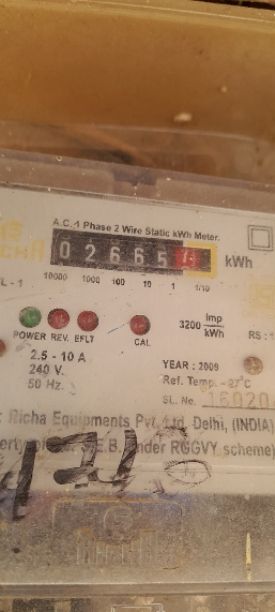 A.C.-1 Phase 2 Wire Static kWh Meter.
02665 kWh
10000 1000 100 10 1 1/10
POWER REV. EFLT CAL
3200 imp/kWh
2.5 - 10 A
240 V.
50 Hz.
YEAR : 2009
Ref. Temp. -27°C
SL. No.
Richa Equipments Pvt. Ltd. Delhi, (INDIA)
E.B. under RGGVY scheme)